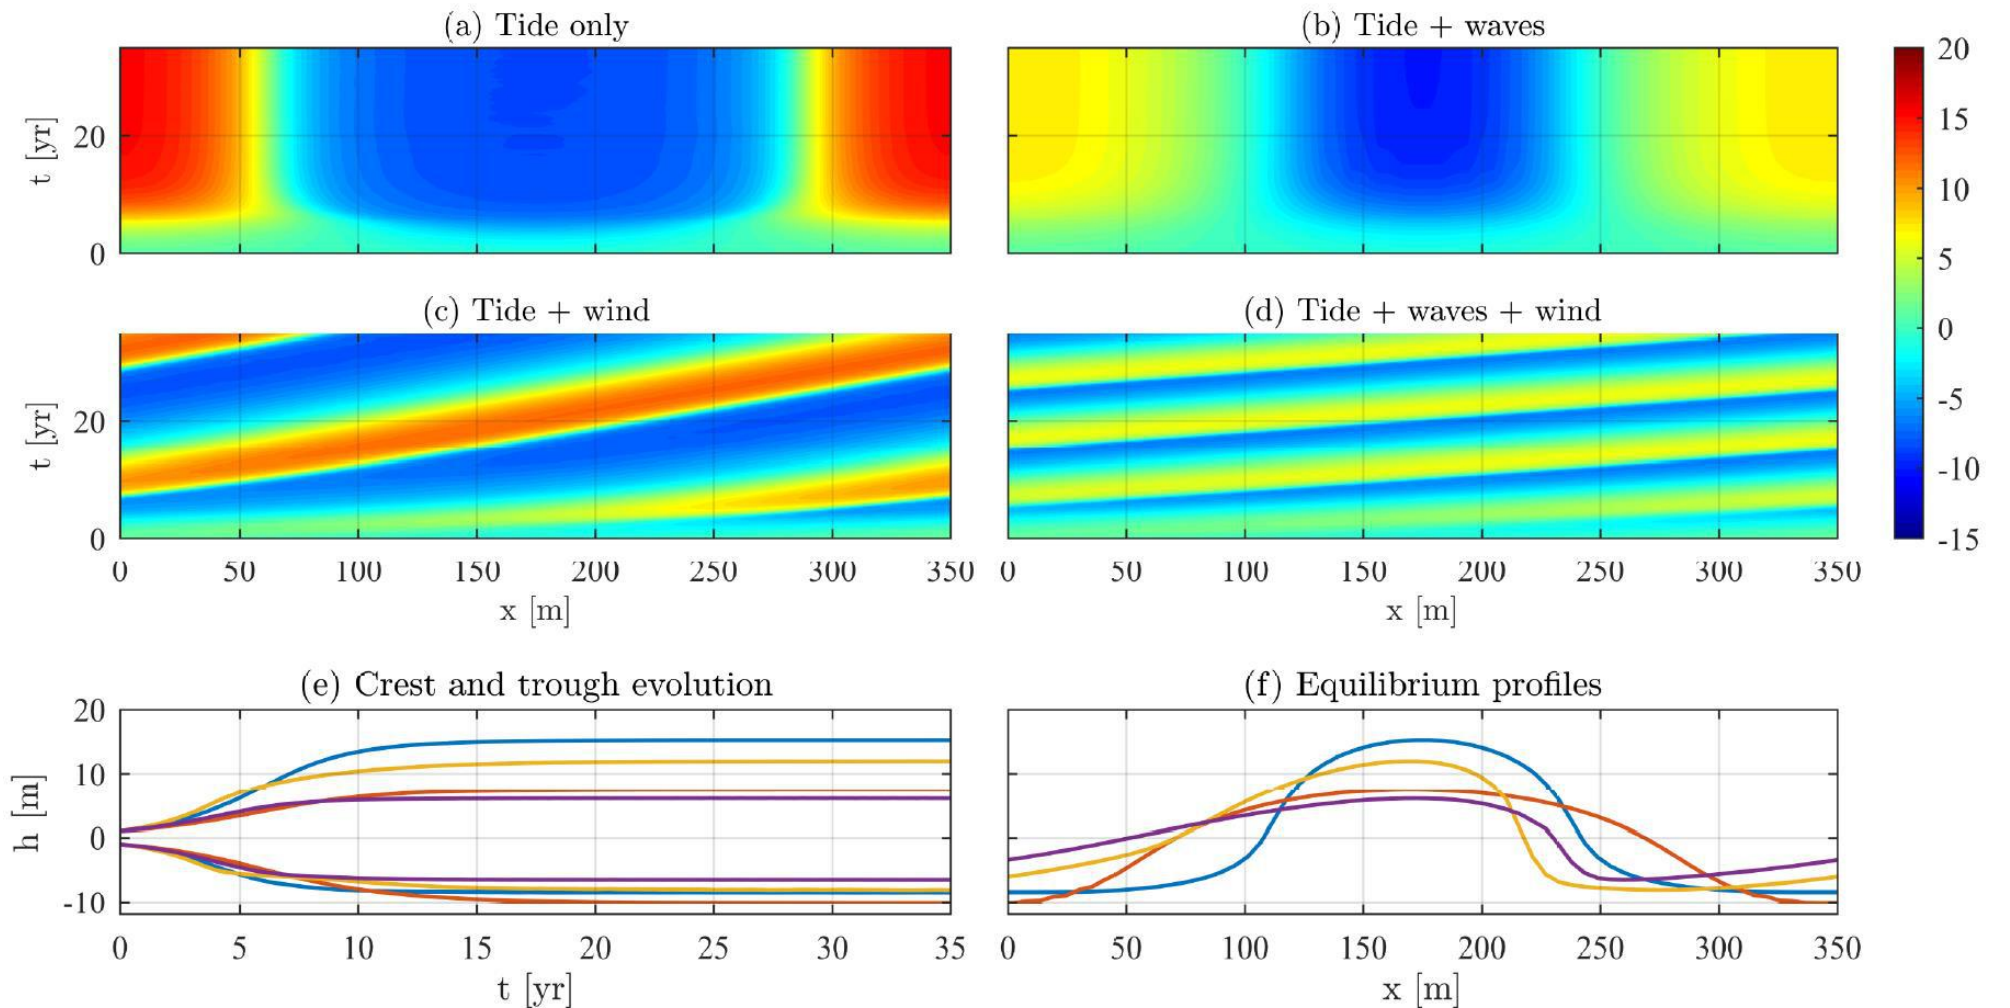 (a) Tide only
(b) Tide + waves
t [yr]
20
0
20
15
10
5
0
-5
-10
-15
(c) Tide + wind
(d) Tide + waves + wind
t [yr]
20
0
0 50 100 150 200 250 300 350
x [m]
0 50 100 150 200 250 300 350
x [m]
(e) Crest and trough evolution
(f) Equilibrium profiles
h [m]
20
10
0
-10
0 5 10 15 20 25 30 35
t [yr]
0 50 100 150 200 250 300 350
x [m]